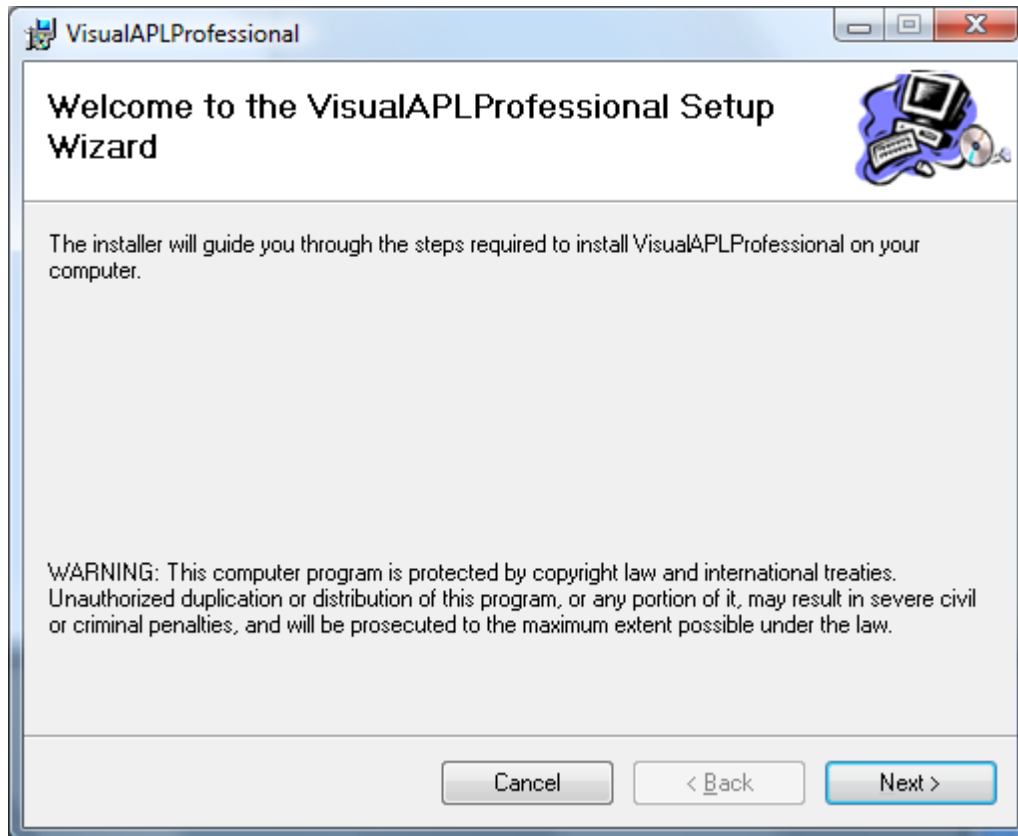 VisualAPLProfessional
Welcome to the VisualAPLProfessional Setup
Wizard
The installer will guide you through the steps required to install VisualAPLProfessional on your
computer.
WARNING: This computer program is protected by copyright law and international treaties.
Unauthorized duplication or distribution of this program, or any portion of it, may result in severe civil
or criminal penalties, and will be prosecuted to the maximum extent possible under the law.
Cancel
< Back
Next >